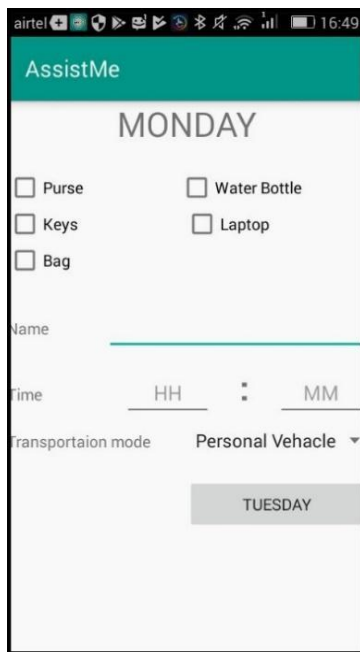 airtel 16:49
AssistMe
MONDAY
Purse Water Bottle
Keys Laptop
Bag
Name
Time HH : MM
Transportaion mode Personal Vehacle
TUESDAY